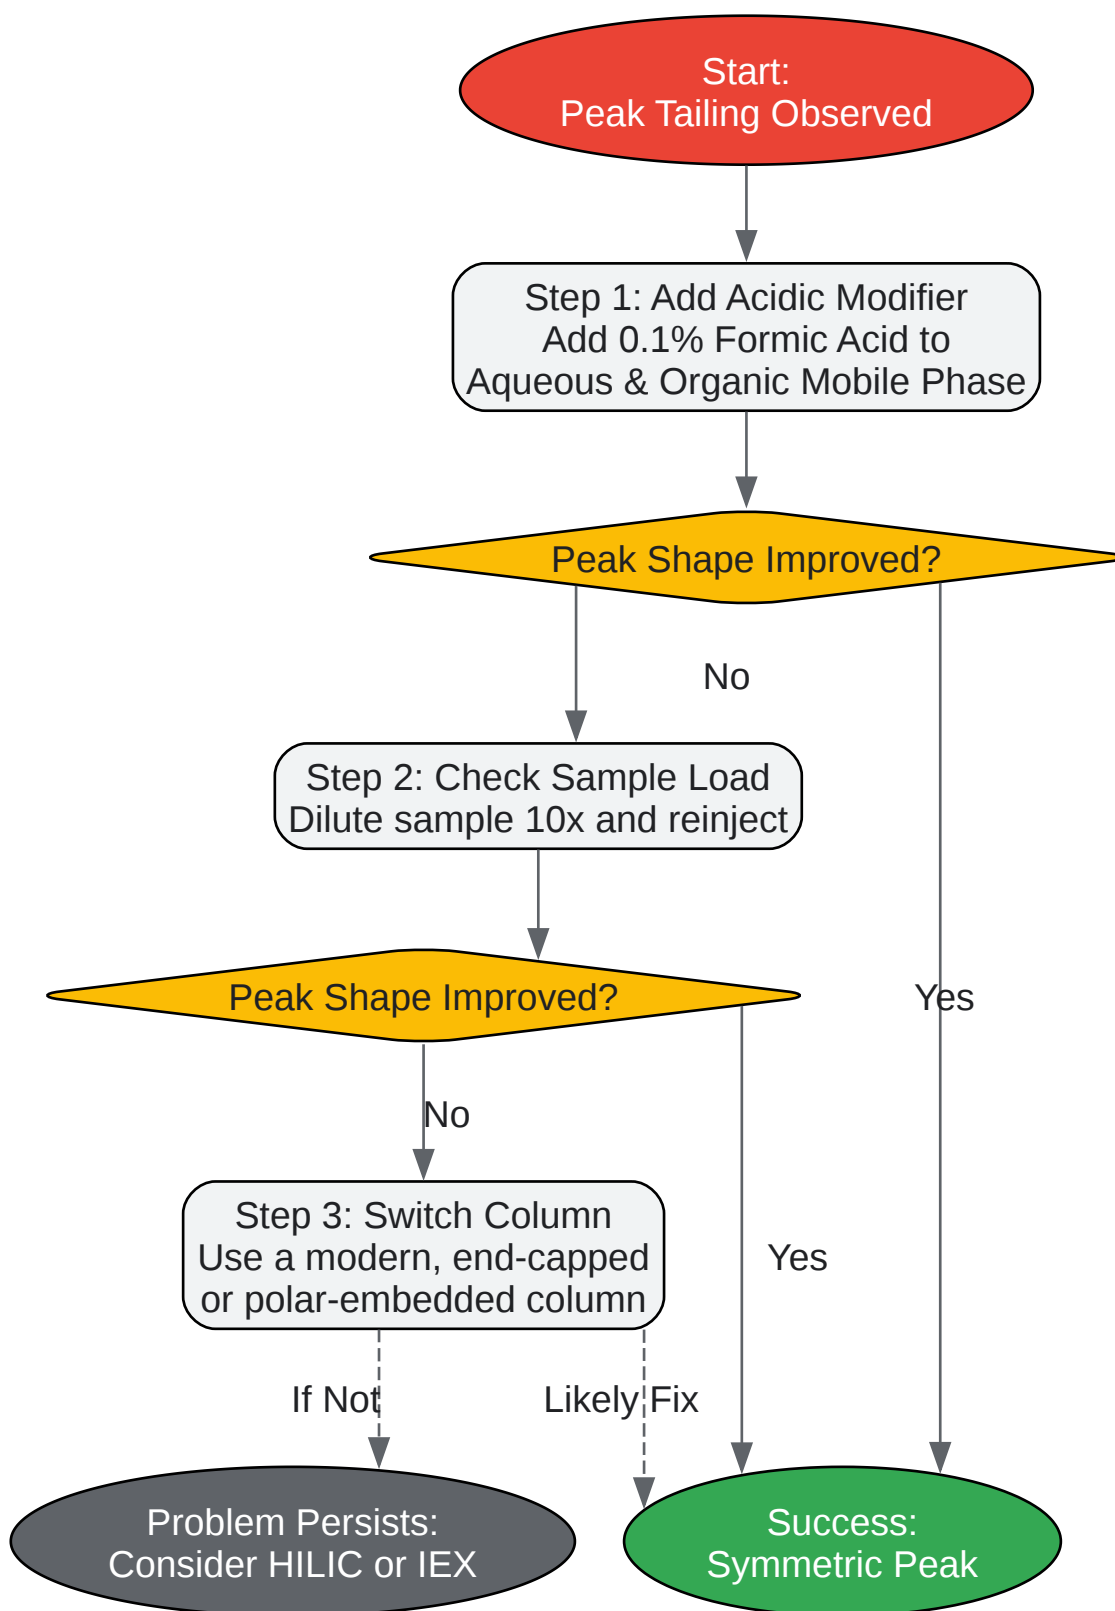 Start:
Peak Tailing Observed
Step 1: Add Acidic Modifier
Add 0.1% Formic Acid to
Aqueous & Organic Mobile Phase
Peak Shape Improved?
No
Step 2: Check Sample Load
Dilute sample 10x and reinject
Peak Shape Improved?
Yes
No
Step 3: Switch Column
Use a modern, end-capped
or polar-embedded column
Yes
If Not
Likely Fix
Problem Persists:
Consider HILIC or IEX
Success:
Symmetric Peak